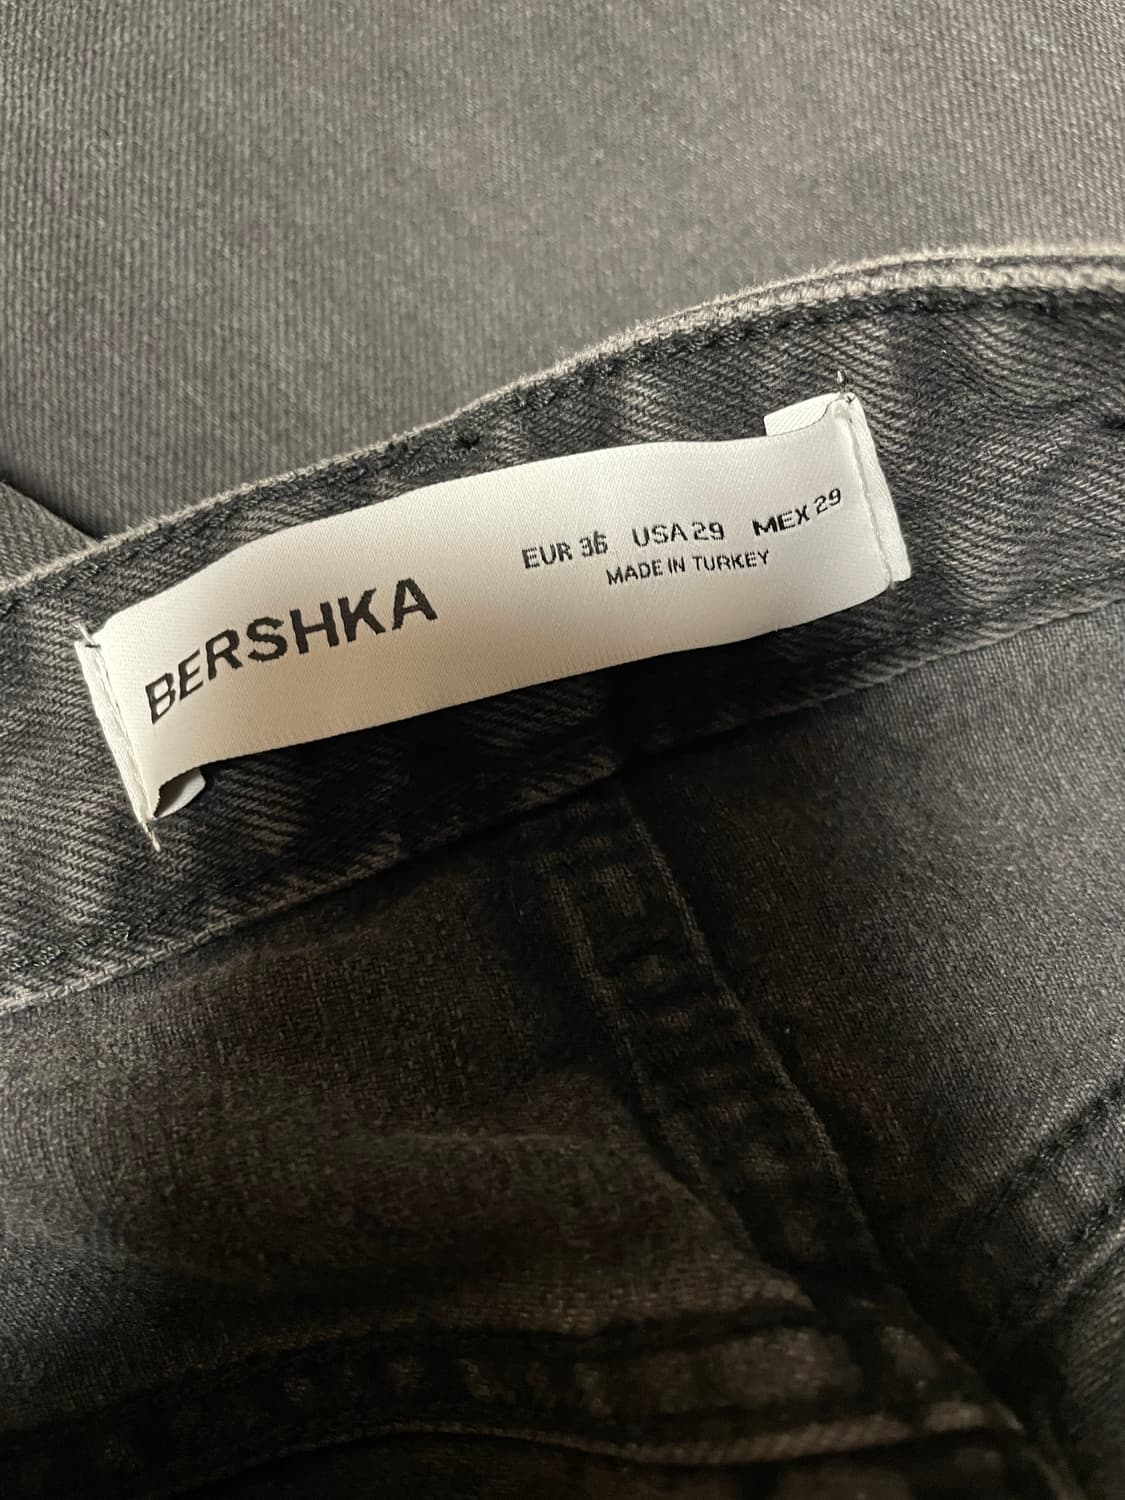 BERSHKA
EUR 36 USA 29 MEX 29
MADE IN TURKEY